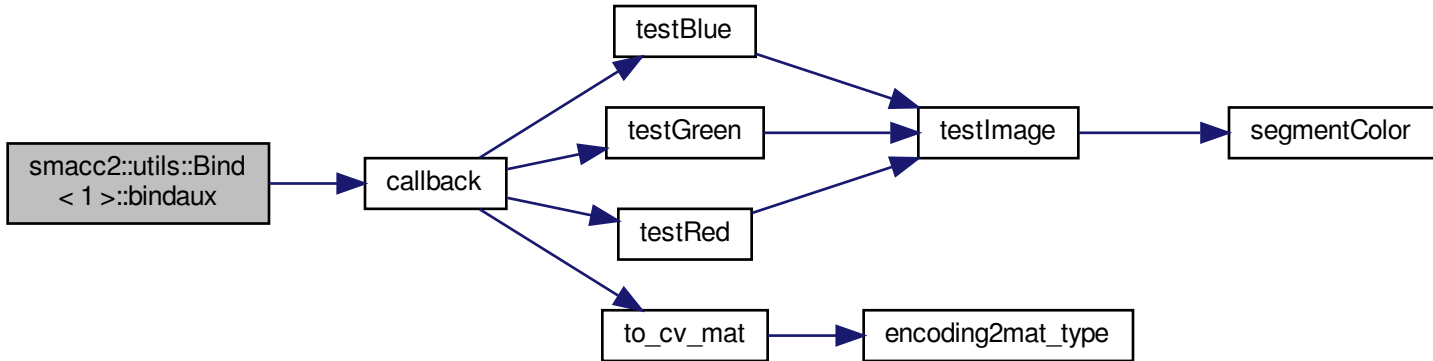 smacc2::utils::Bind
< 1 >::bindaux
callback
testBlue
testGreen
testRed
to_cv_mat
testImage
encoding2mat_type
segmentColor